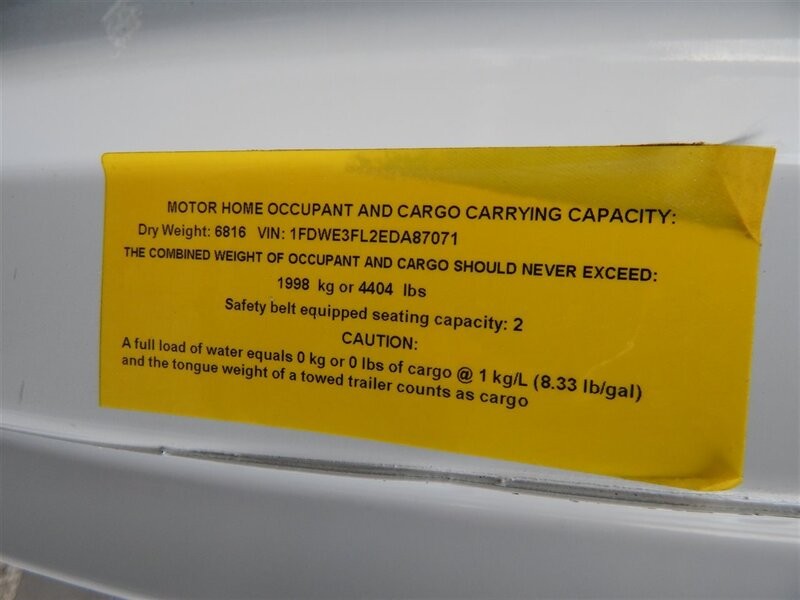 MOTOR HOME OCCUPANT AND CARGO CARRYING CAPACITY:
Dry Weight: 6816 VIN: 1FDWE3FL2EDA87071
THE COMBINED WEIGHT OF OCCUPANT AND CARGO SHOULD NEVER EXCEED:
1998 kg or 4404 lbs
Safety belt equipped seating capacity: 2
CAUTION:
A full load of water equals 0 kg or 0 lbs of cargo @ 1 kg/L (8.33 lb/gal)
and the tongue weight of a towed trailer counts as cargo